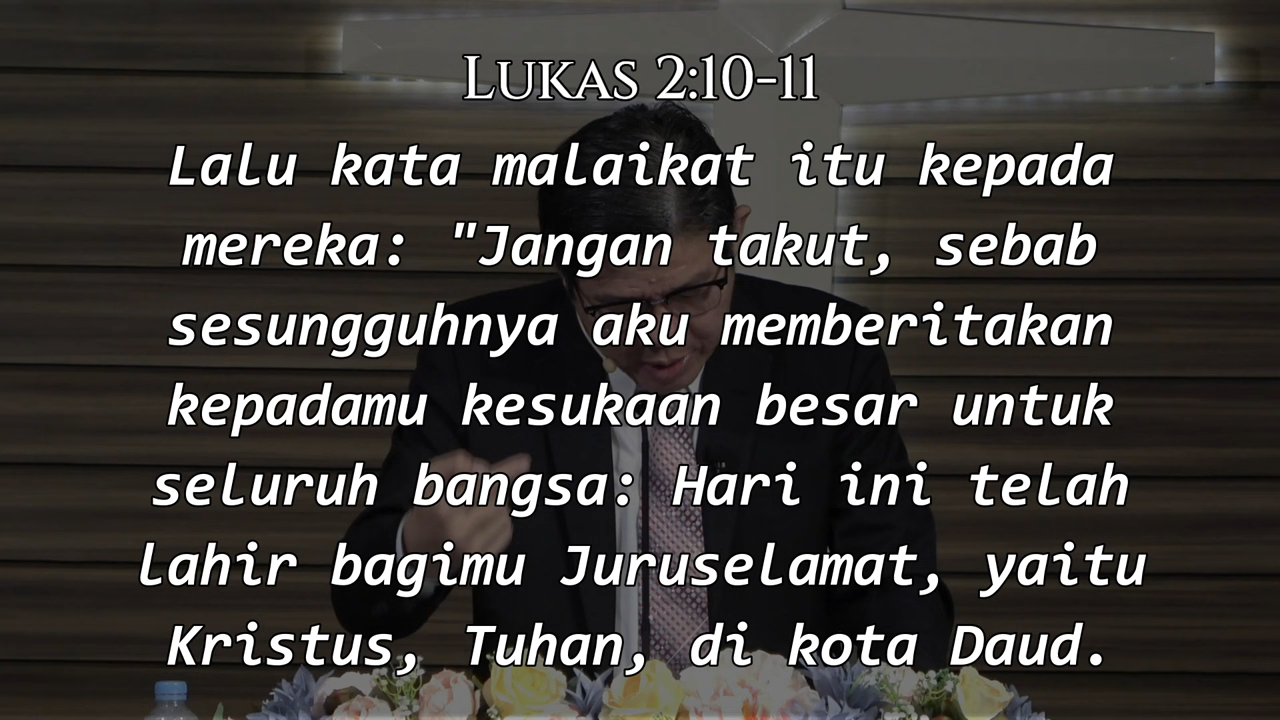 Lukas 2:10-11
Lalu kata malaikat itu kepada
mereka: "Jangan takut, sebab
sesungguhnya aku memberitakan
kepadamu kesukaan besar untuk
seluruh bangsa: Hari ini telah
lahir bagimu Juruselamat, yaitu
Kristus, Tuhan, di kota Daud.